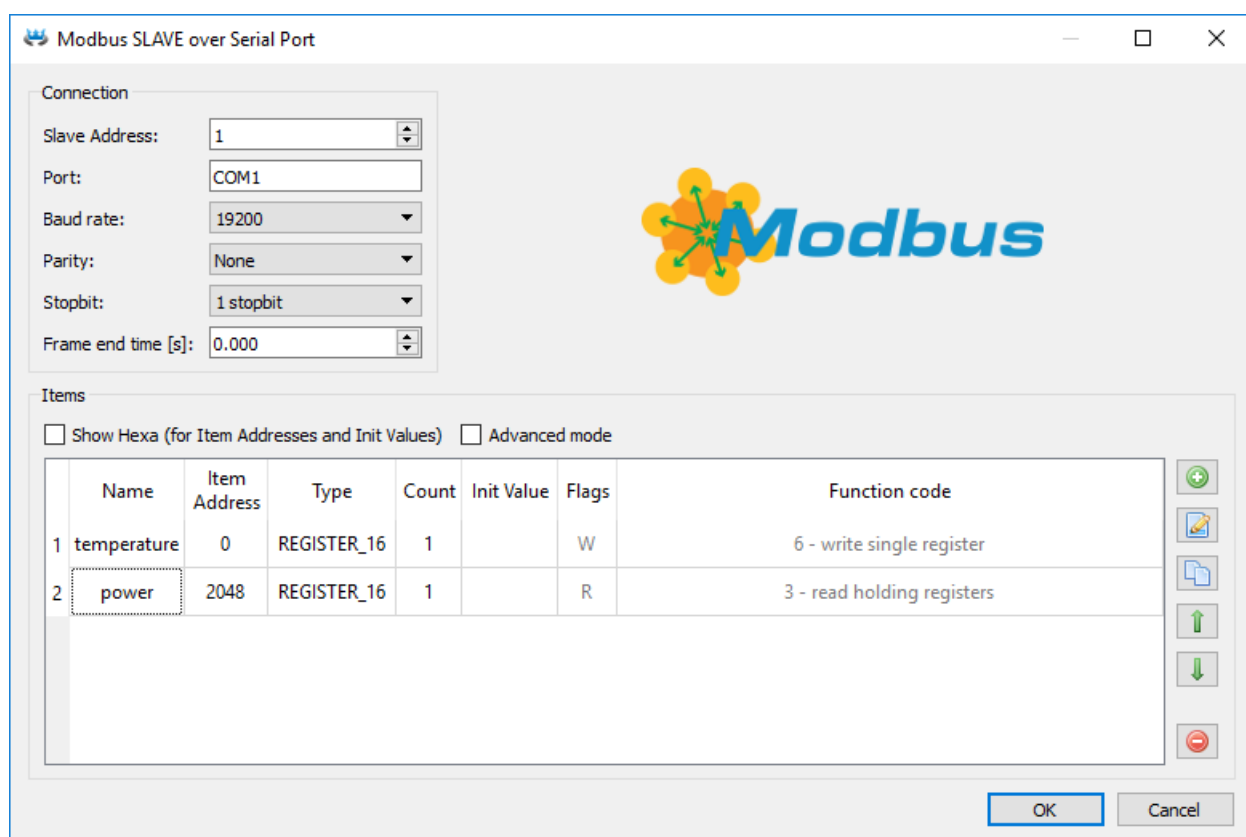 Modbus SLAVE over Serial Port
Connection
Slave Address: 1
Port: COM1
Baud rate: 19200
Parity: None
Stopbit: 1 stopbit
Frame end time [s]: 0.000
Modbus
Items
Show Hexa (for Item Addresses and Init Values) Advanced mode
Name Item Address Type Count Init Value Flags Function code
1 temperature 0 REGISTER_16 1 W 6 - write single register
2 power 2048 REGISTER_16 1 R 3 - read holding registers
OK Cancel